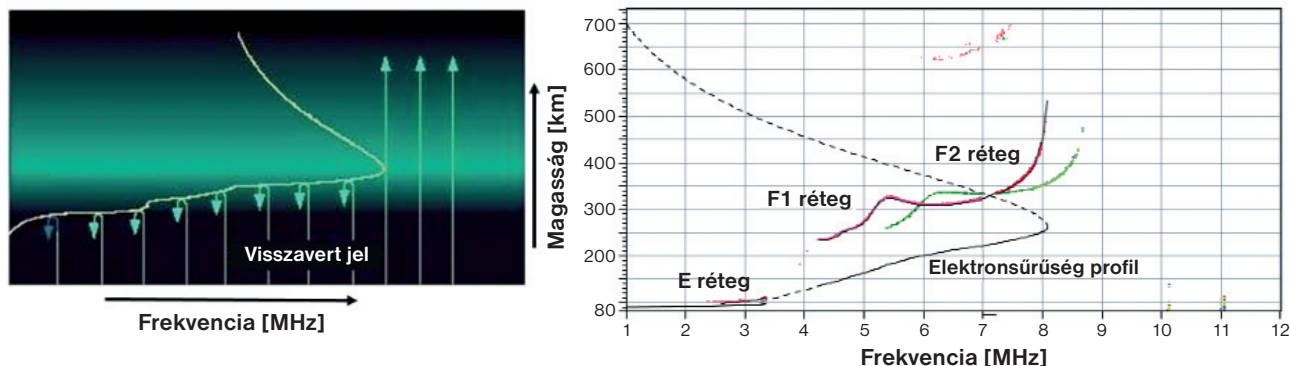 Visszavert jel
Frekvencia [MHz]
Magasság [km]
700
600
500
400
300
200
80
F2 réteg
F1 réteg
E réteg
Elektronsűrűség profil
1 2 3 4 5 6 7 8 9 10 11 12
Frekvencia [MHz]